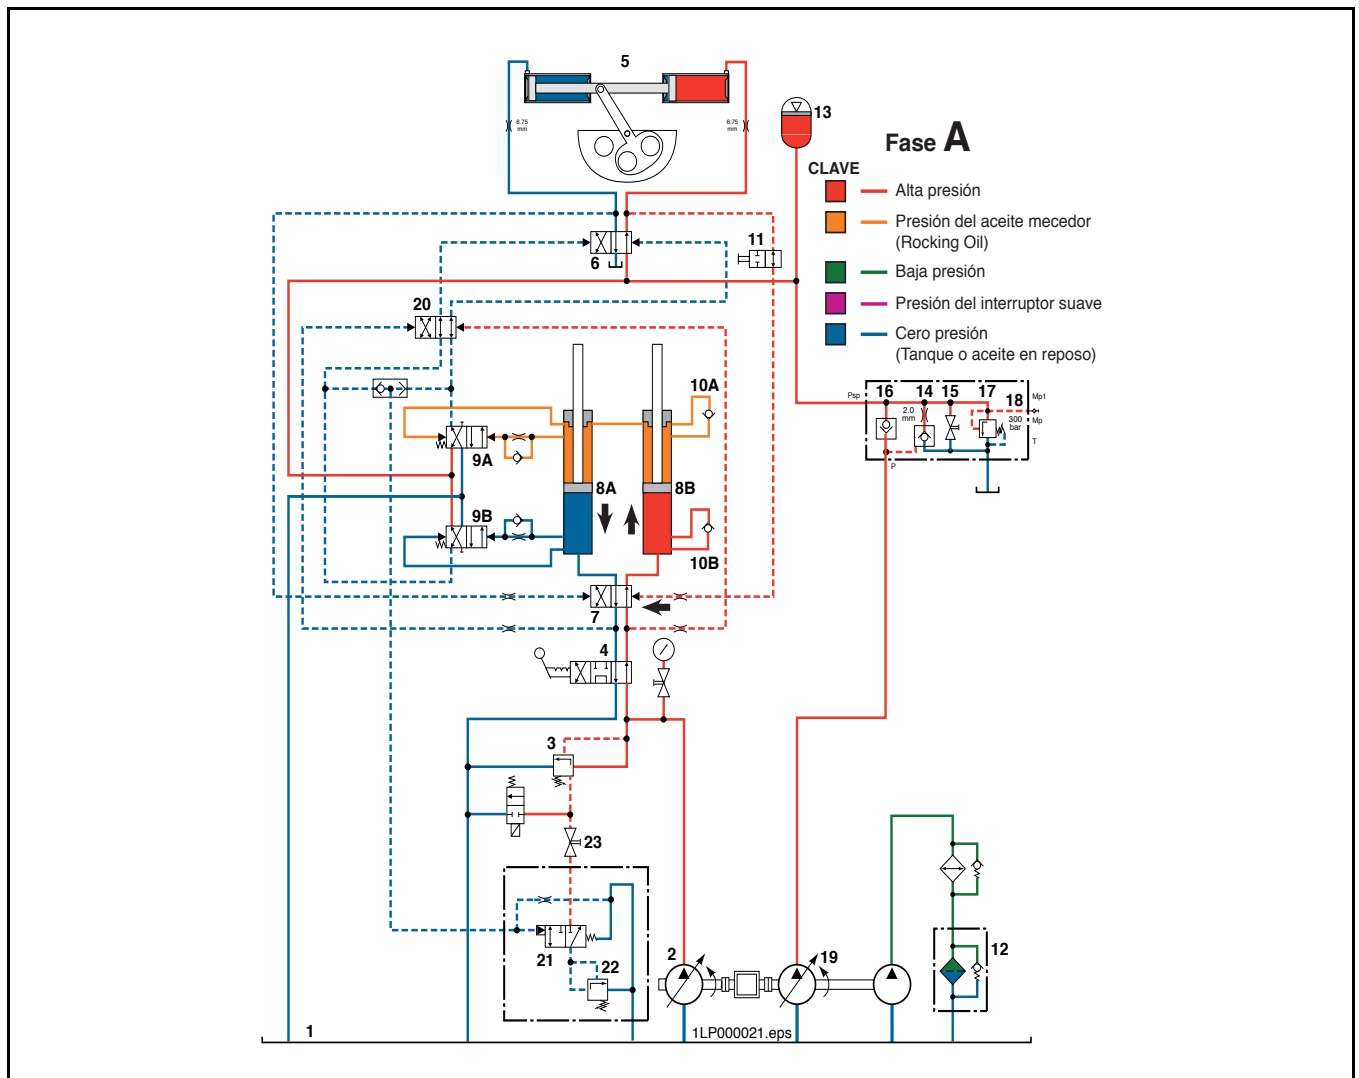 5
13
6.75
mm
6.75
mm
Fase A
CLAVE
Alta presión
Presión del aceite mecedor
(Rocking Oil)
Baja presión
Presión del interruptor suave
Cero presión
(Tanque o aceite en reposo)
11
6
20
10A
9A
8A
8B
9B
10B
7
4
Psp
16
14
15
17
18
2.0
mm
300
bar
Mp1
Mp
T
P
3
23
21
22
2
19
12
1
1LP000021.eps